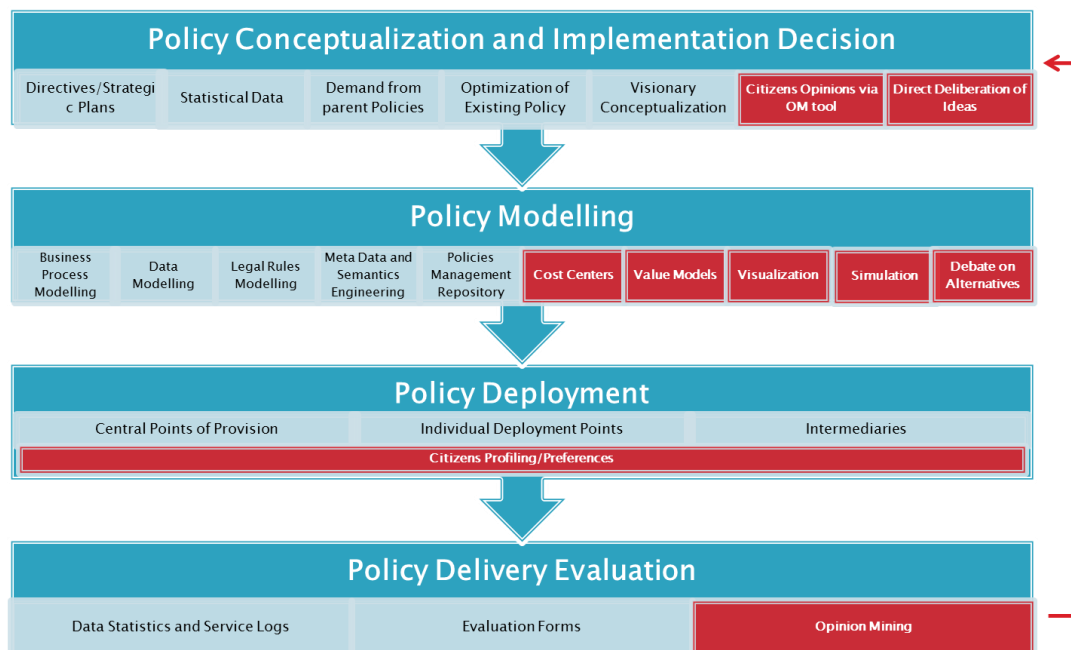 Policy Conceptualization and Implementation Decision
Directives/Strategi
c Plans
Statistical Data
Demand from
parent Policies
Optimization of
Existing Policy
Visionary
Conceptualization
Citizens Opinions via
OM tool
Direct Deliberation of
Ideas
Policy Modelling
Business
Process
Modelling
Data
Modelling
Legal Rules
Modelling
Meta Data and
Semantics
Engineering
Policies
Management
Repository
Cost Centers
Value Models
Visualization
Simulation
Debate on
Alternatives
Policy Deployment
Central Points of Provision
Individual Deployment Points
Intermediaries
Citizens Profiling/Preferences
Policy Delivery Evaluation
Data Statistics and Service Logs
Evaluation Forms
Opinion Mining